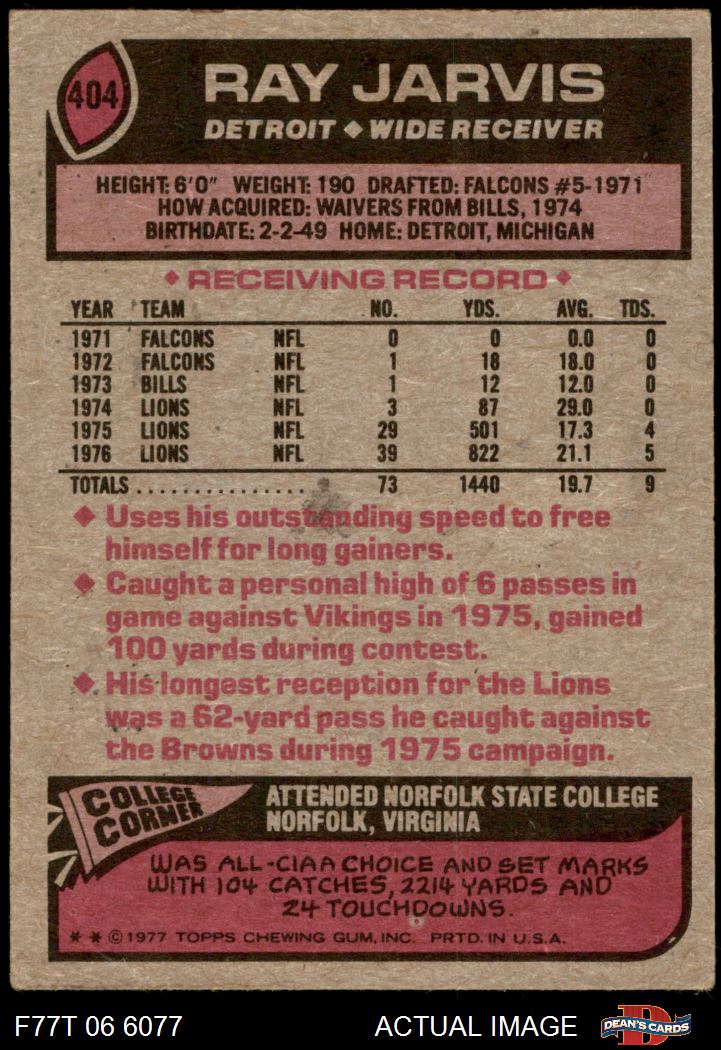 404
RAY JARVIS
DETROIT ◆ WIDE RECEIVER
HEIGHT: 6'0" WEIGHT: 190 DRAFTED: FALCONS #5-1971
HOW ACQUIRED: WAIVERS FROM BILLS, 1974
BIRTHDATE: 2-2-49 HOME: DETROIT, MICHIGAN
◆ RECEIVING RECORD ◆
YEAR TEAM NO. YDS. AVG. TDS.
1971 FALCONS NFL 0 0 0.0 0
1972 FALCONS NFL 1 18 18.0 0
1973 BILLS NFL 1 12 12.0 0
1974 LIONS NFL 3 87 29.0 0
1975 LIONS NFL 29 501 17.3 4
1976 LIONS NFL 39 822 21.1 5
TOTALS ................ 73 1440 19.7 9
◆ Uses his outstanding speed to free
himself for long gainers.
◆ Caught a personal high of 6 passes in
game against Vikings in 1975, gained
100 yards during contest.
◆ His longest reception for the Lions
was a 62-yard pass he caught against
the Browns during 1975 campaign.
COLLEGE
CORNER
ATTENDED NORFOLK STATE COLLEGE
NORFOLK, VIRGINIA
WAS ALL-CIAA CHOICE AND SET MARKS
WITH 104 CATCHES, 2214 YARDS AND
24 TOUCHDOWNS.
* * © 1977 TOPPS CHEWING GUM, INC. PRTD. IN U.S.A.
F77T 06 6077 ACTUAL IMAGE
D
DEAN'S CARDS